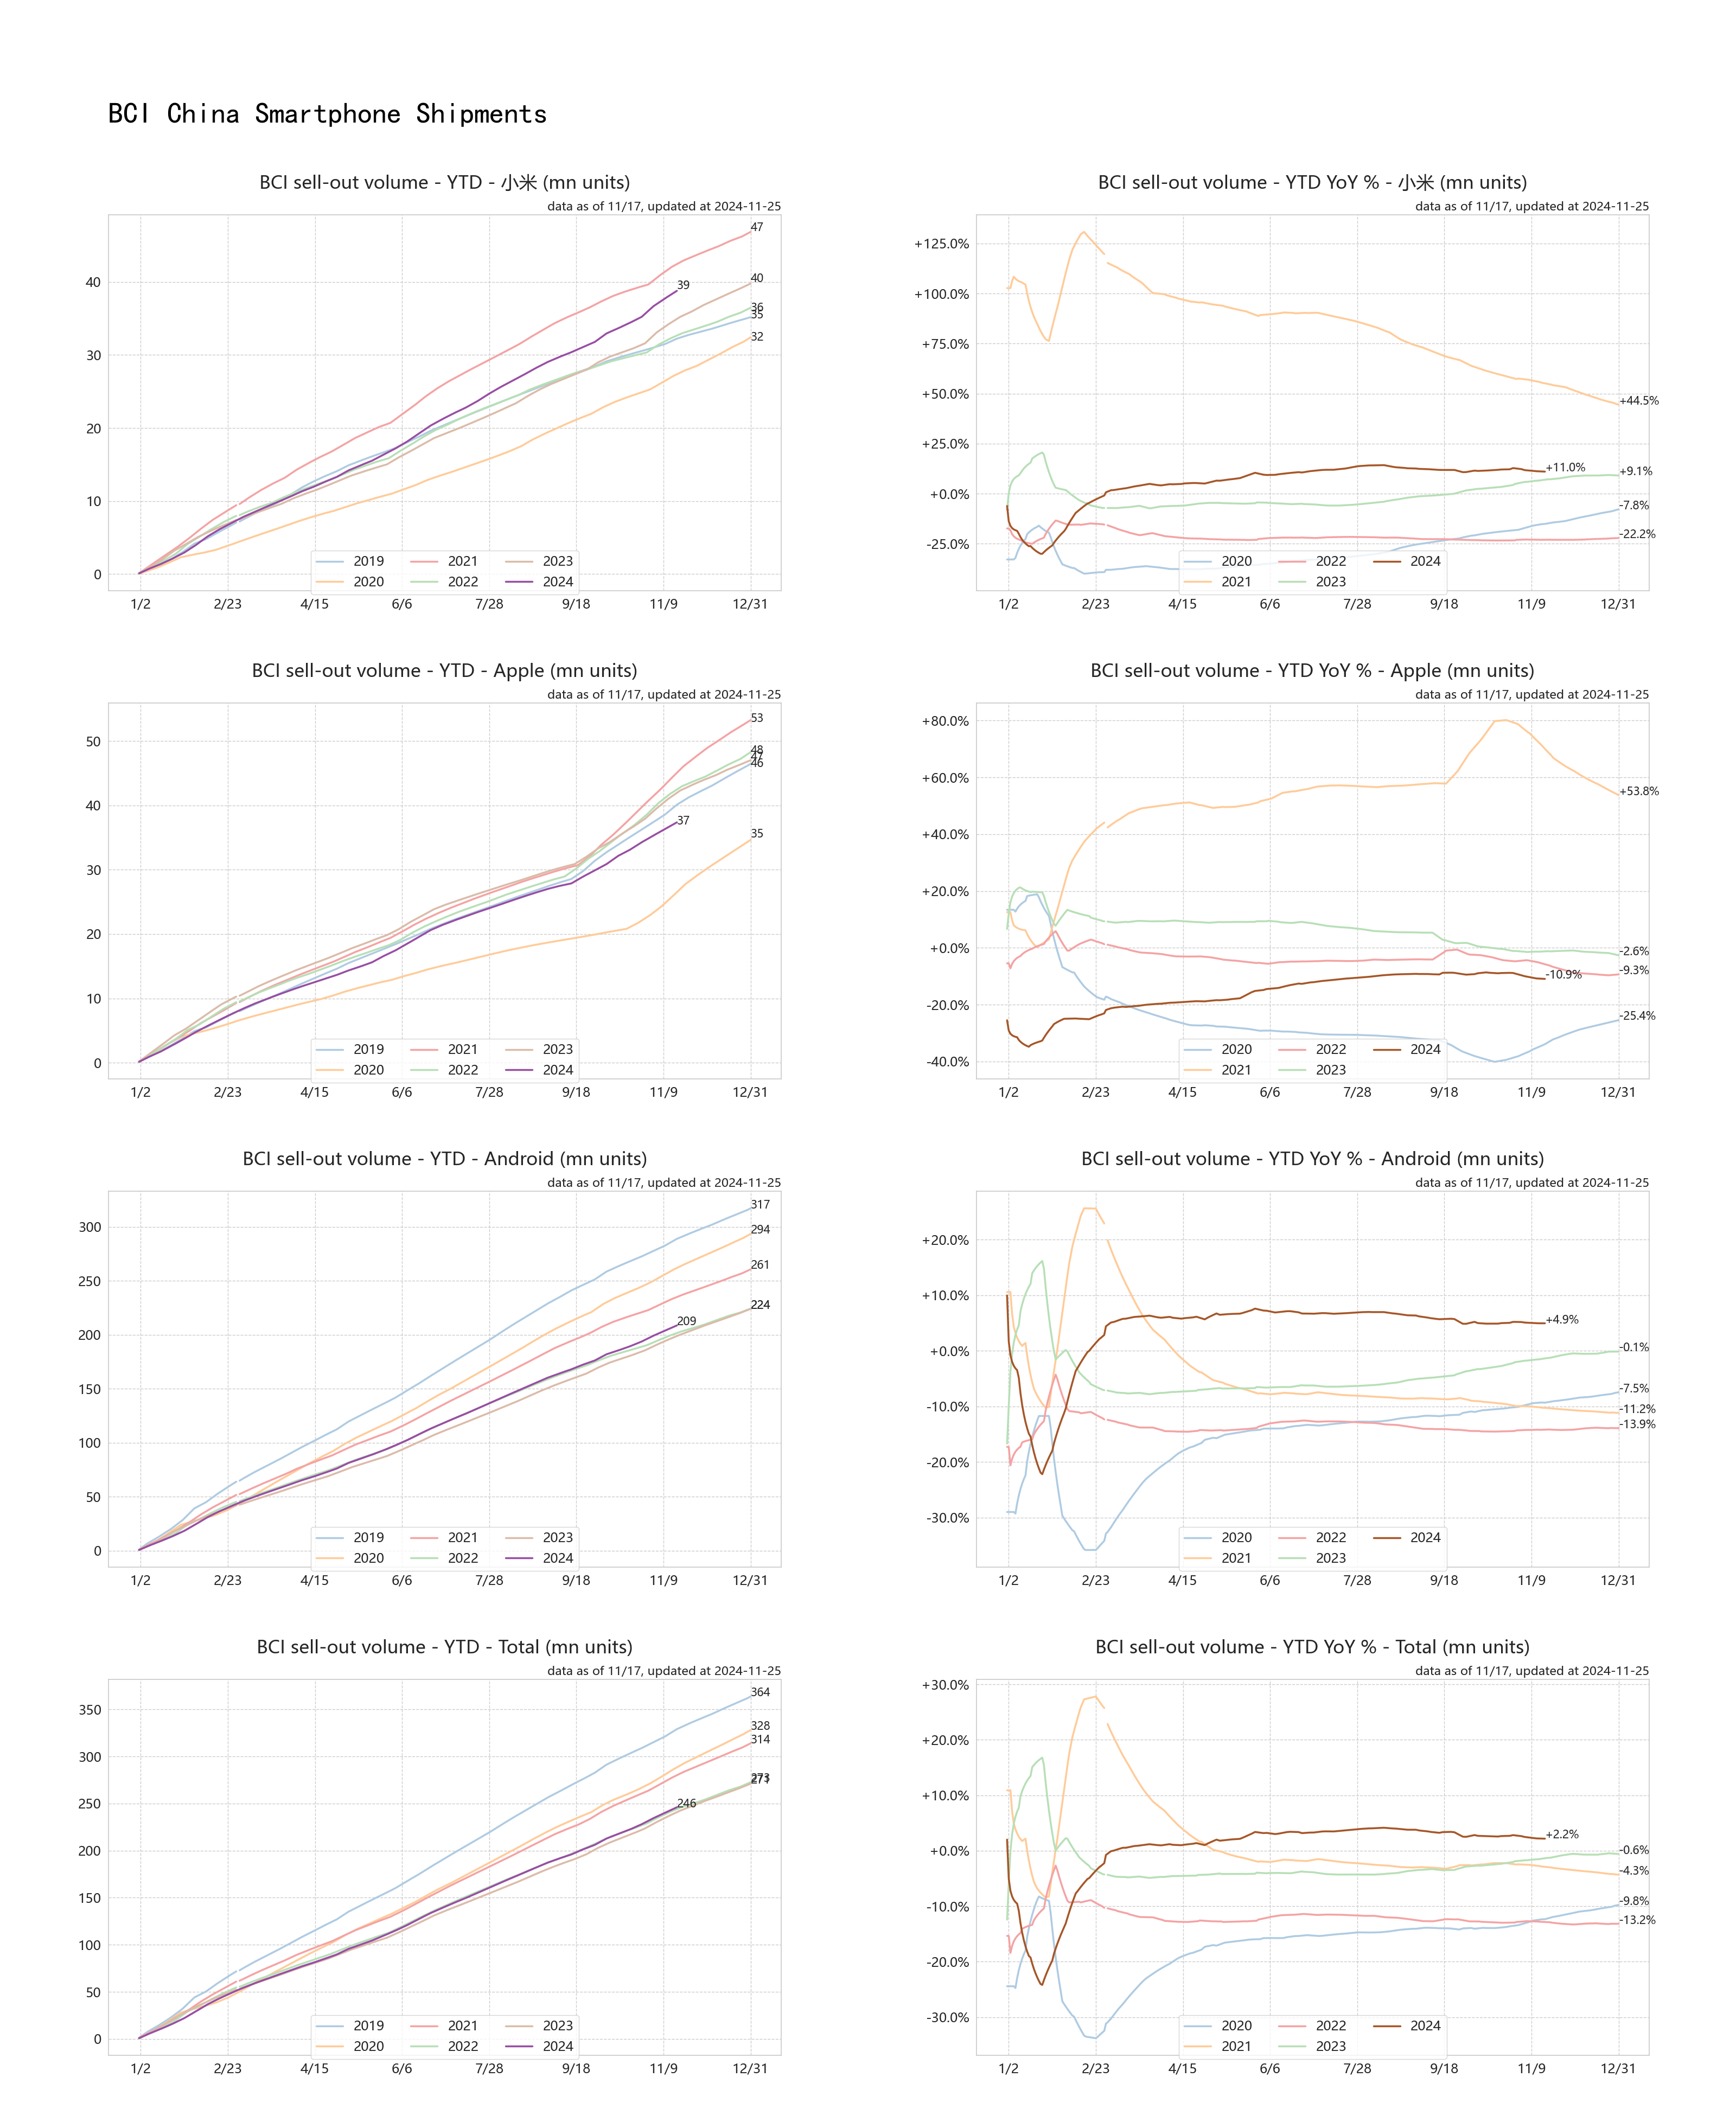 BCI China Smartphone Shipments
BCI sell-out volume - YTD - 小米 (mn units)
data as of 11/17, updated at 2024-11-25
47
40
39
36
35
32
40
30
20
10
0
2019 2021 2023
2020 2022 2024
1/2 2/23 4/15 6/6 7/28 9/18 11/9 12/31
BCI sell-out volume - YTD YoY % - 小米 (mn units)
data as of 11/17, updated at 2024-11-25
+125.0%
+100.0%
+75.0%
+50.0%
+25.0%
+0.0%
-25.0%
+44.5%
+11.0%
+9.1%
-7.8%
-22.2%
2020 2022 2024
2021 2023
1/2 2/23 4/15 6/6 7/28 9/18 11/9 12/31
BCI sell-out volume - YTD - Apple (mn units)
data as of 11/17, updated at 2024-11-25
53
48
47
46
37
35
50
40
30
20
10
0
2019 2021 2023
2020 2022 2024
1/2 2/23 4/15 6/6 7/28 9/18 11/9 12/31
BCI sell-out volume - YTD YoY % - Apple (mn units)
data as of 11/17, updated at 2024-11-25
+80.0%
+60.0%
+40.0%
+20.0%
+0.0%
-20.0%
-40.0%
+53.8%
-2.6%
-9.3%
-10.9%
-25.4%
2020 2022 2024
2021 2023
1/2 2/23 4/15 6/6 7/28 9/18 11/9 12/31
BCI sell-out volume - YTD - Android (mn units)
data as of 11/17, updated at 2024-11-25
317
294
261
224
209
300
250
200
150
100
50
0
2019 2021 2023
2020 2022 2024
1/2 2/23 4/15 6/6 7/28 9/18 11/9 12/31
BCI sell-out volume - YTD YoY % - Android (mn units)
data as of 11/17, updated at 2024-11-25
+20.0%
+10.0%
+0.0%
-10.0%
-20.0%
-30.0%
+4.9%
-0.1%
-7.5%
-11.2%
-13.9%
2020 2022 2024
2021 2023
1/2 2/23 4/15 6/6 7/28 9/18 11/9 12/31
BCI sell-out volume - YTD - Total (mn units)
data as of 11/17, updated at 2024-11-25
364
328
314
273
271
246
350
300
250
200
150
100
50
0
2019 2021 2023
2020 2022 2024
1/2 2/23 4/15 6/6 7/28 9/18 11/9 12/31
BCI sell-out volume - YTD YoY % - Total (mn units)
data as of 11/17, updated at 2024-11-25
+30.0%
+20.0%
+10.0%
+0.0%
-10.0%
-20.0%
-30.0%
+2.2%
-0.6%
-4.3%
-9.8%
-13.2%
2020 2022 2024
2021 2023
1/2 2/23 4/15 6/6 7/28 9/18 11/9 12/31